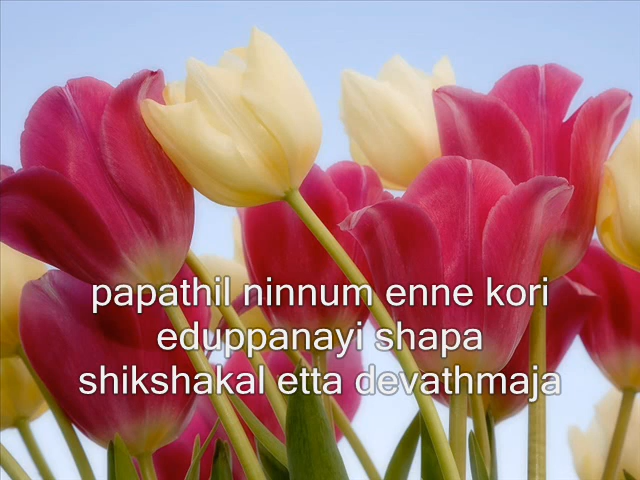 papathil ninnum enne kori
eduppanayi shapa
shikshakal etta devathmaja